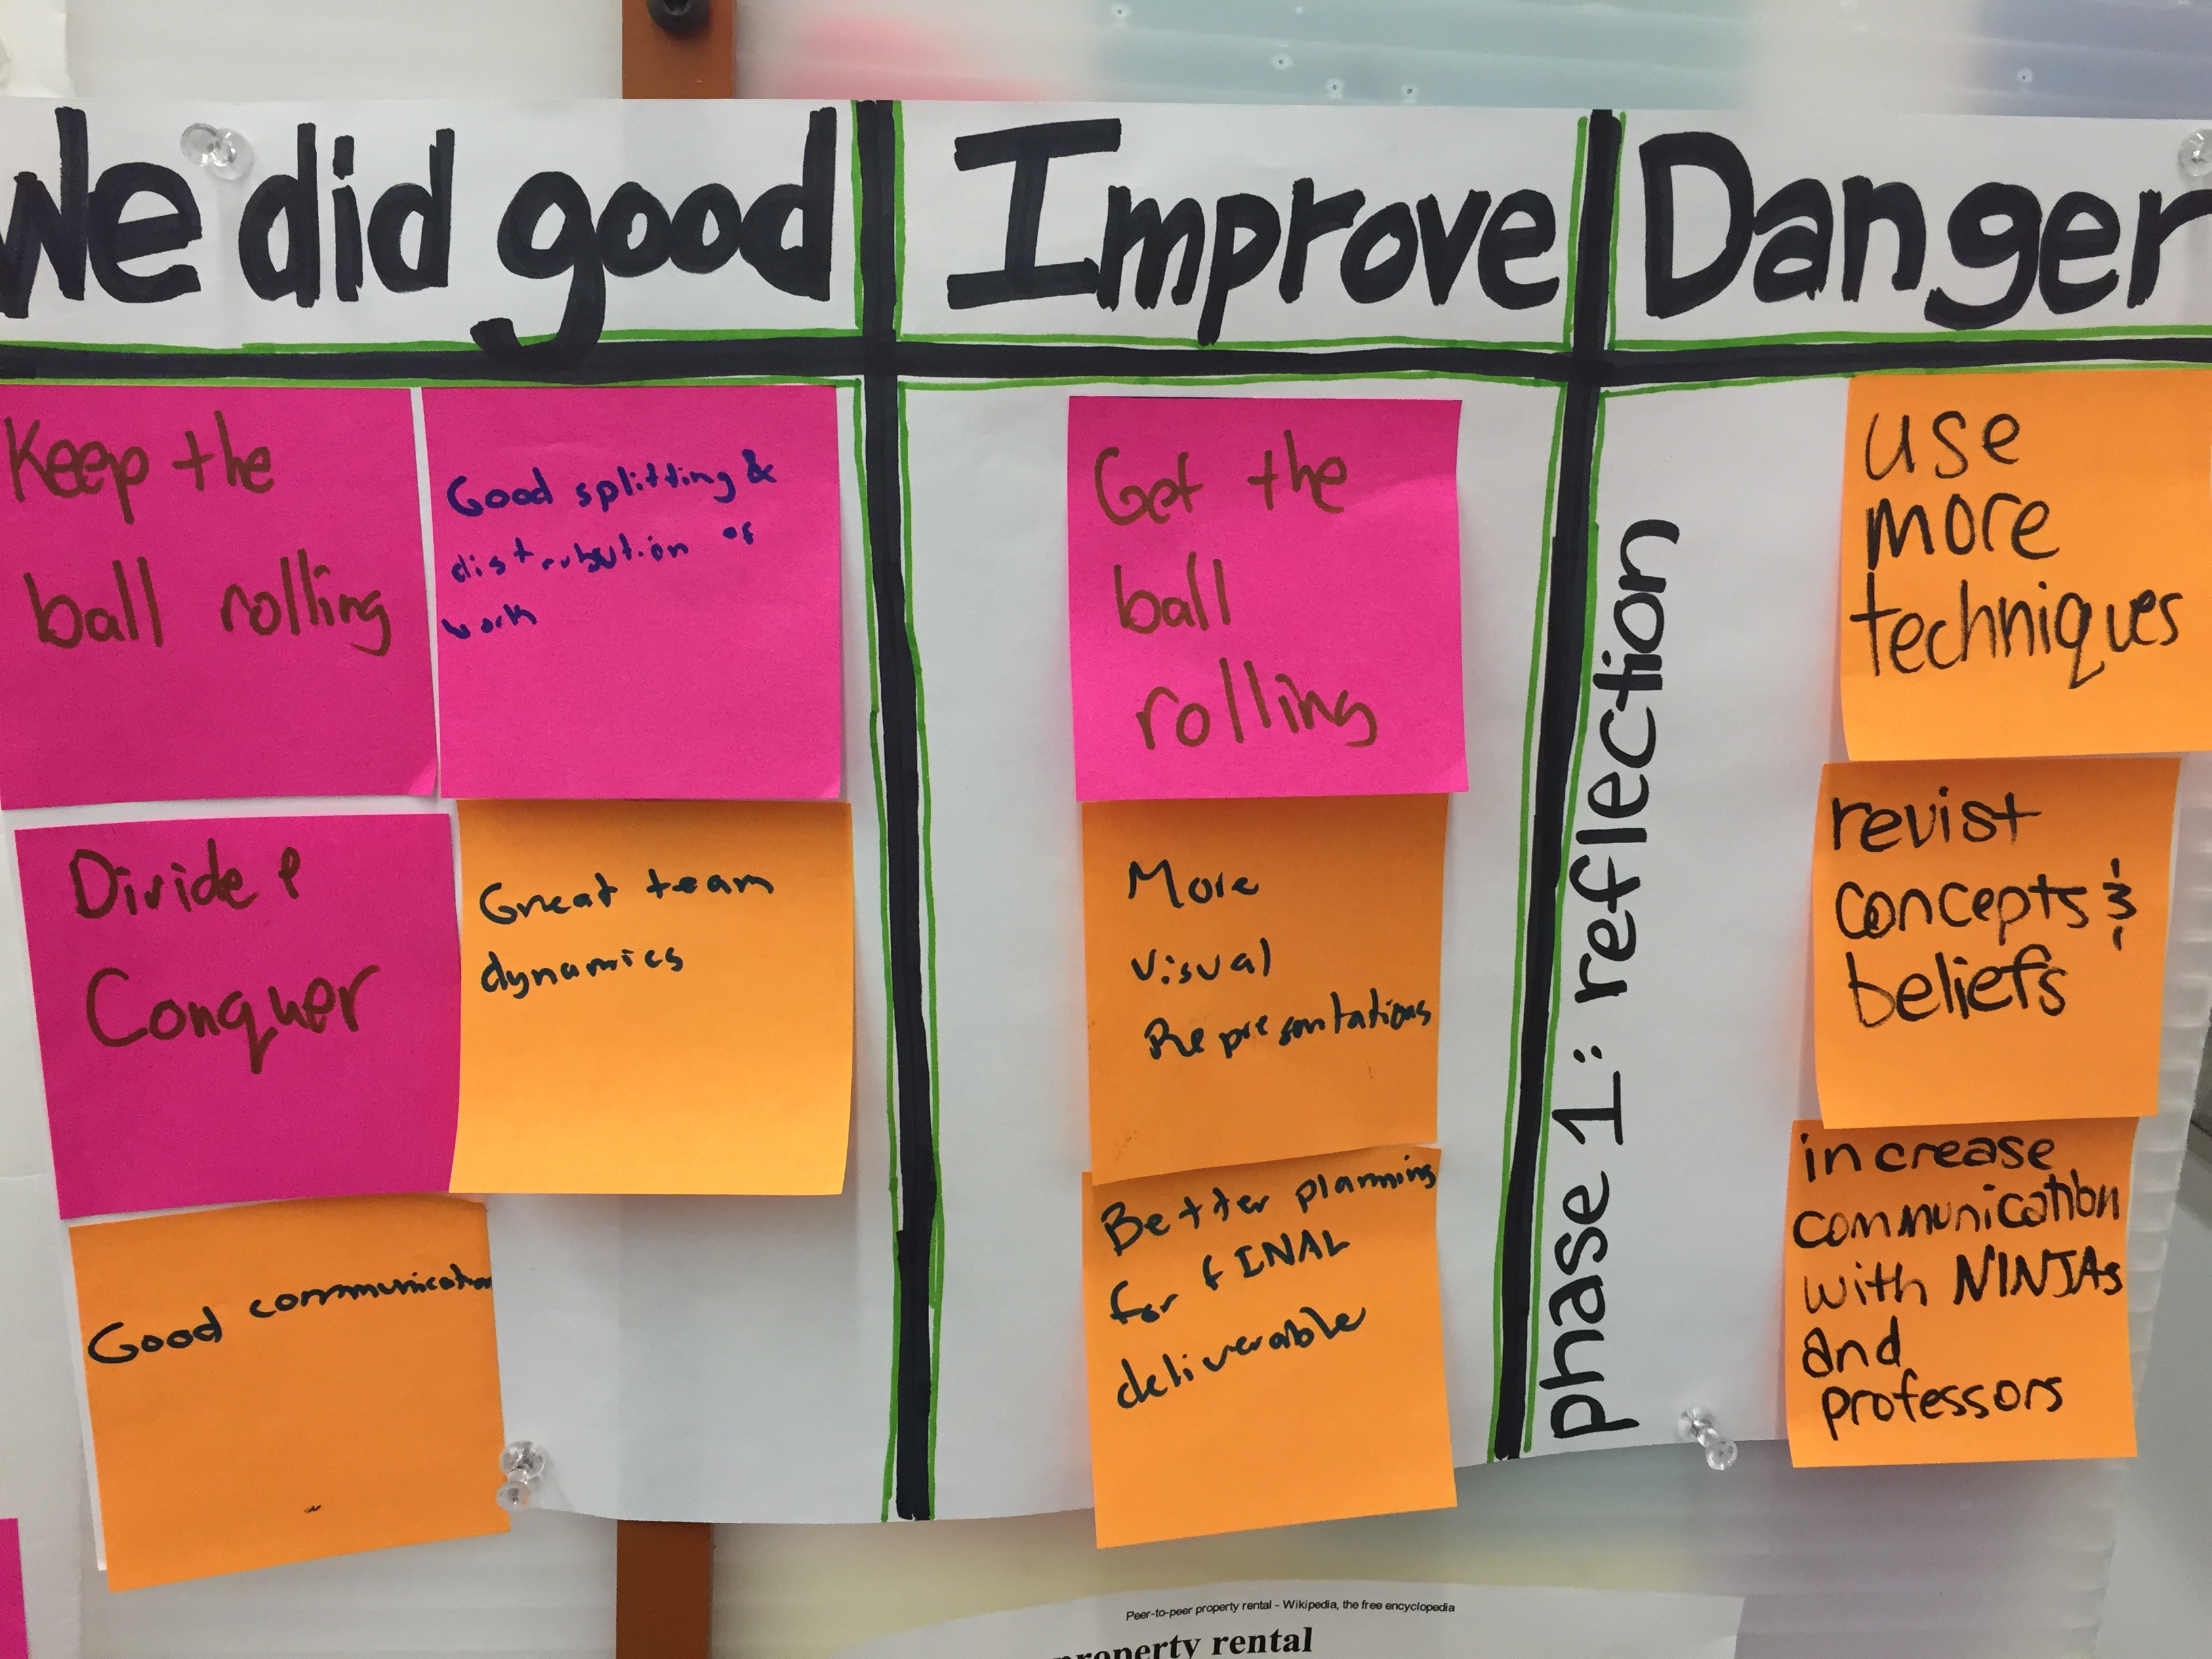 We did good
Improve
Danger
Keep the
ball rolling
Good splitting &
distribution of
work
Divide &
Conquer
Great team
dynamics
Good communication
Get the
ball
rolling
More
Visual
Representations
Better planning
for fINAL
deliverable
phase 1: reflection
use
more
techniques
revist
concepts &
beliefs
increase
communication
with NINJAs
and
professors
Peer-to-peer property rental - Wikipedia, the free encyclopedia
property rental